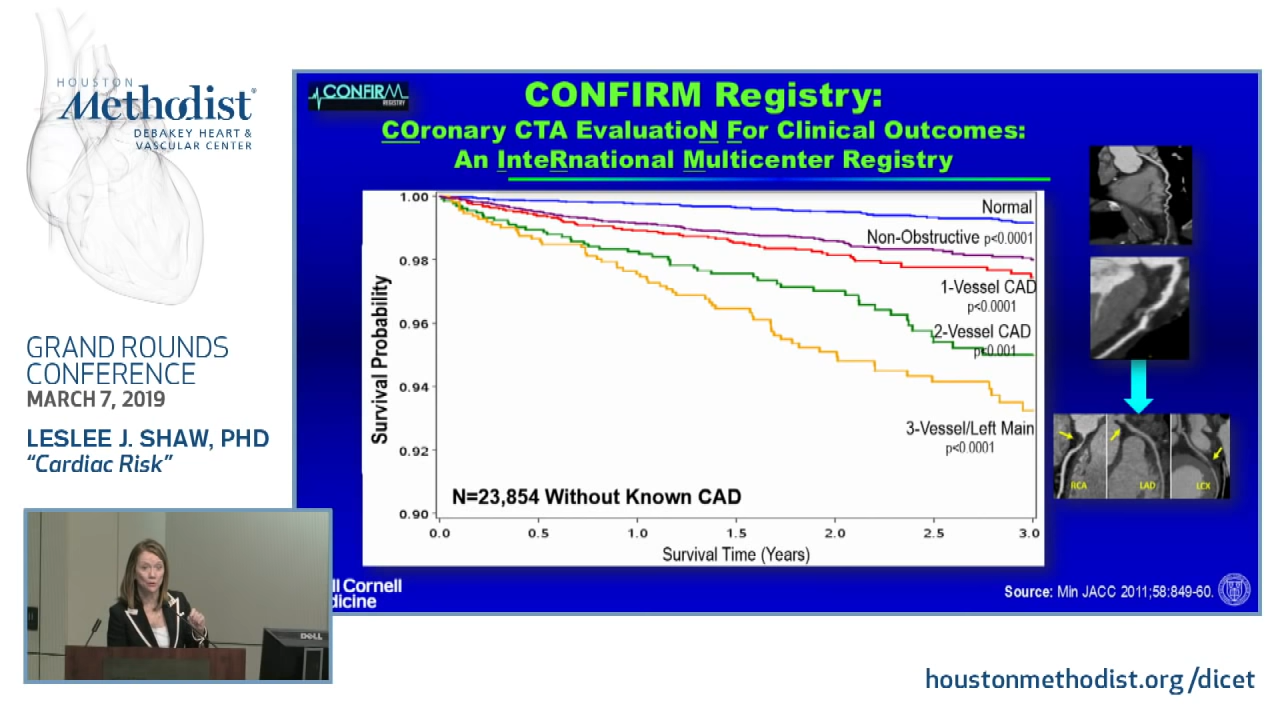 HOUSTON
Methodist
DEBAKEY HEART &
VASCULAR CENTER
GRAND ROUNDS
CONFERENCE
MARCH 7, 2019
LESLEE J. SHAW, PHD
"Cardiac Risk"
CONFIRM
REGISTRY
CONFIRM Registry:
COronary CTA EvaluatioN For Clinical Outcomes:
An InteRnational Multicenter Registry
Survival Probability
1.00
0.98
0.96
0.94
0.92
0.90
Normal
Non-Obstructive p<0.0001
1-Vessel CAD
p<0.0001
2-Vessel CAD
p<0.001
3-Vessel/Left Main
p<0.0001
N=23,854 Without Known CAD
0.0 0.5 1.0 1.5 2.0 2.5 3.0
Survival Time (Years)
RCA LAD LCX
ll Cornell
dicine
Source: Min JACC 2011;58:849-60.
DELL
houstonmethodist.org/dicet